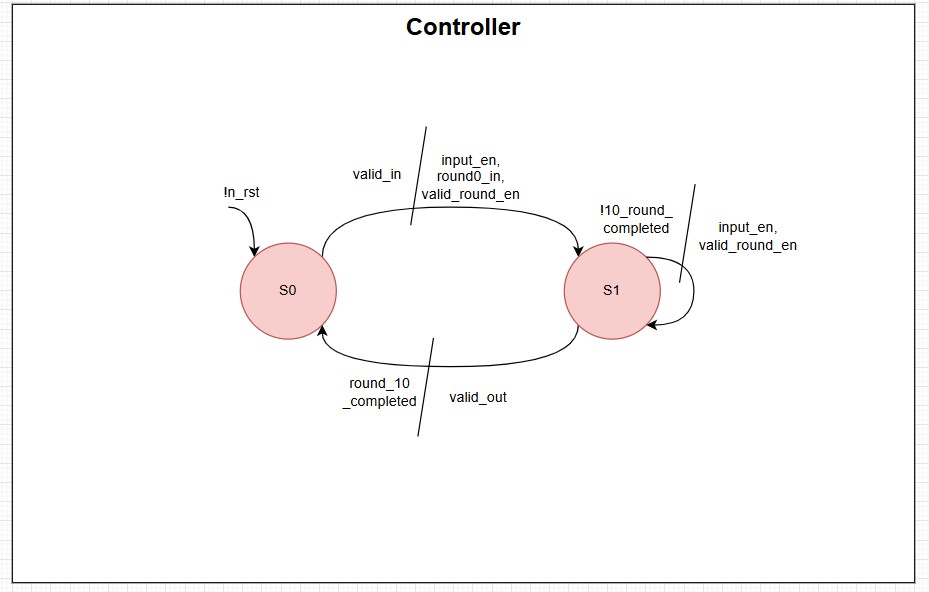 Controller
!n_rst
valid_in
input_en,
round0_in,
valid_round_en
!10_round_
completed
input_en,
valid_round_en
S0
S1
round_10
_completed
valid_out